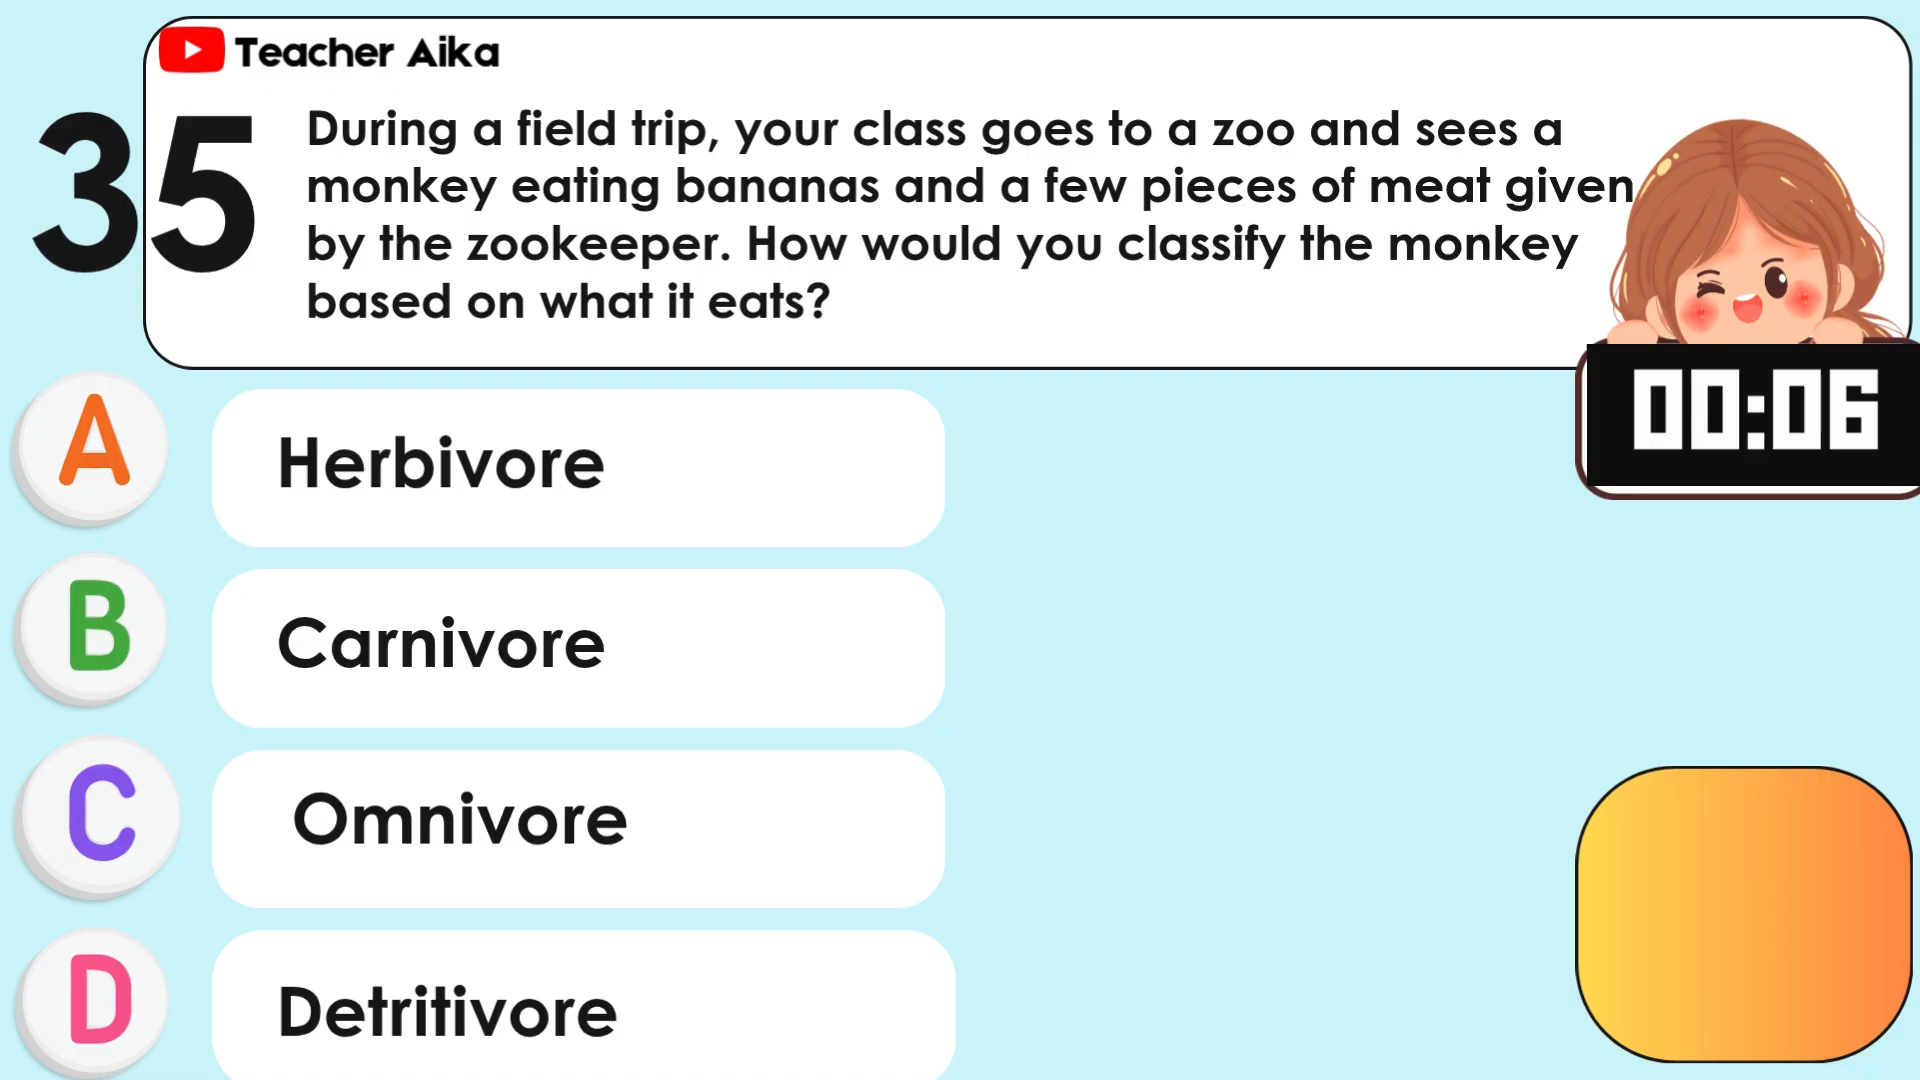 Teacher Aika
35
During a field trip, your class goes to a zoo and sees a
monkey eating bananas and a few pieces of meat given
by the zookeeper. How would you classify the monkey
based on what it eats?
00:06
A
Herbivore
B
Carnivore
C
Omnivore
D
Detritivore